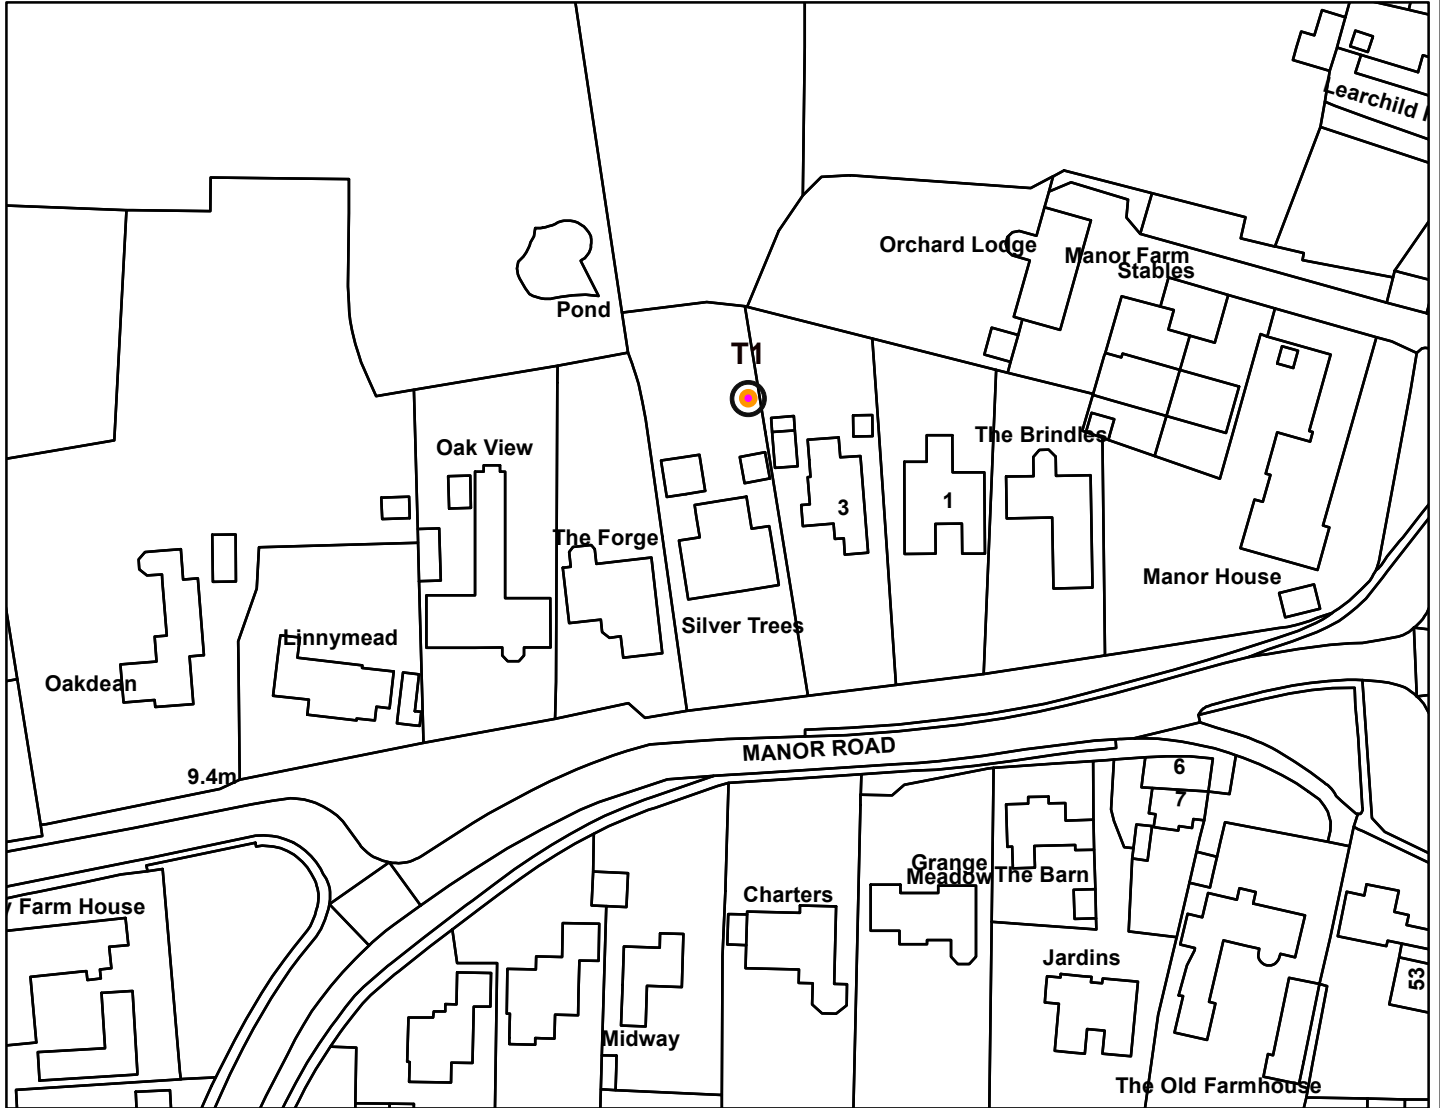 Learchild
Orchard Lodge
Manor Farm
Stables
Pond
T1
Oak View
The Brindles
3
1
The Forge
Manor House
Silver Trees
Linnymead
Oakdean
MANOR ROAD
9.4m
6
7
Grange
Meadow
The Barn
Charters
Farm House
Jardins
53
Midway
The Old Farmhouse